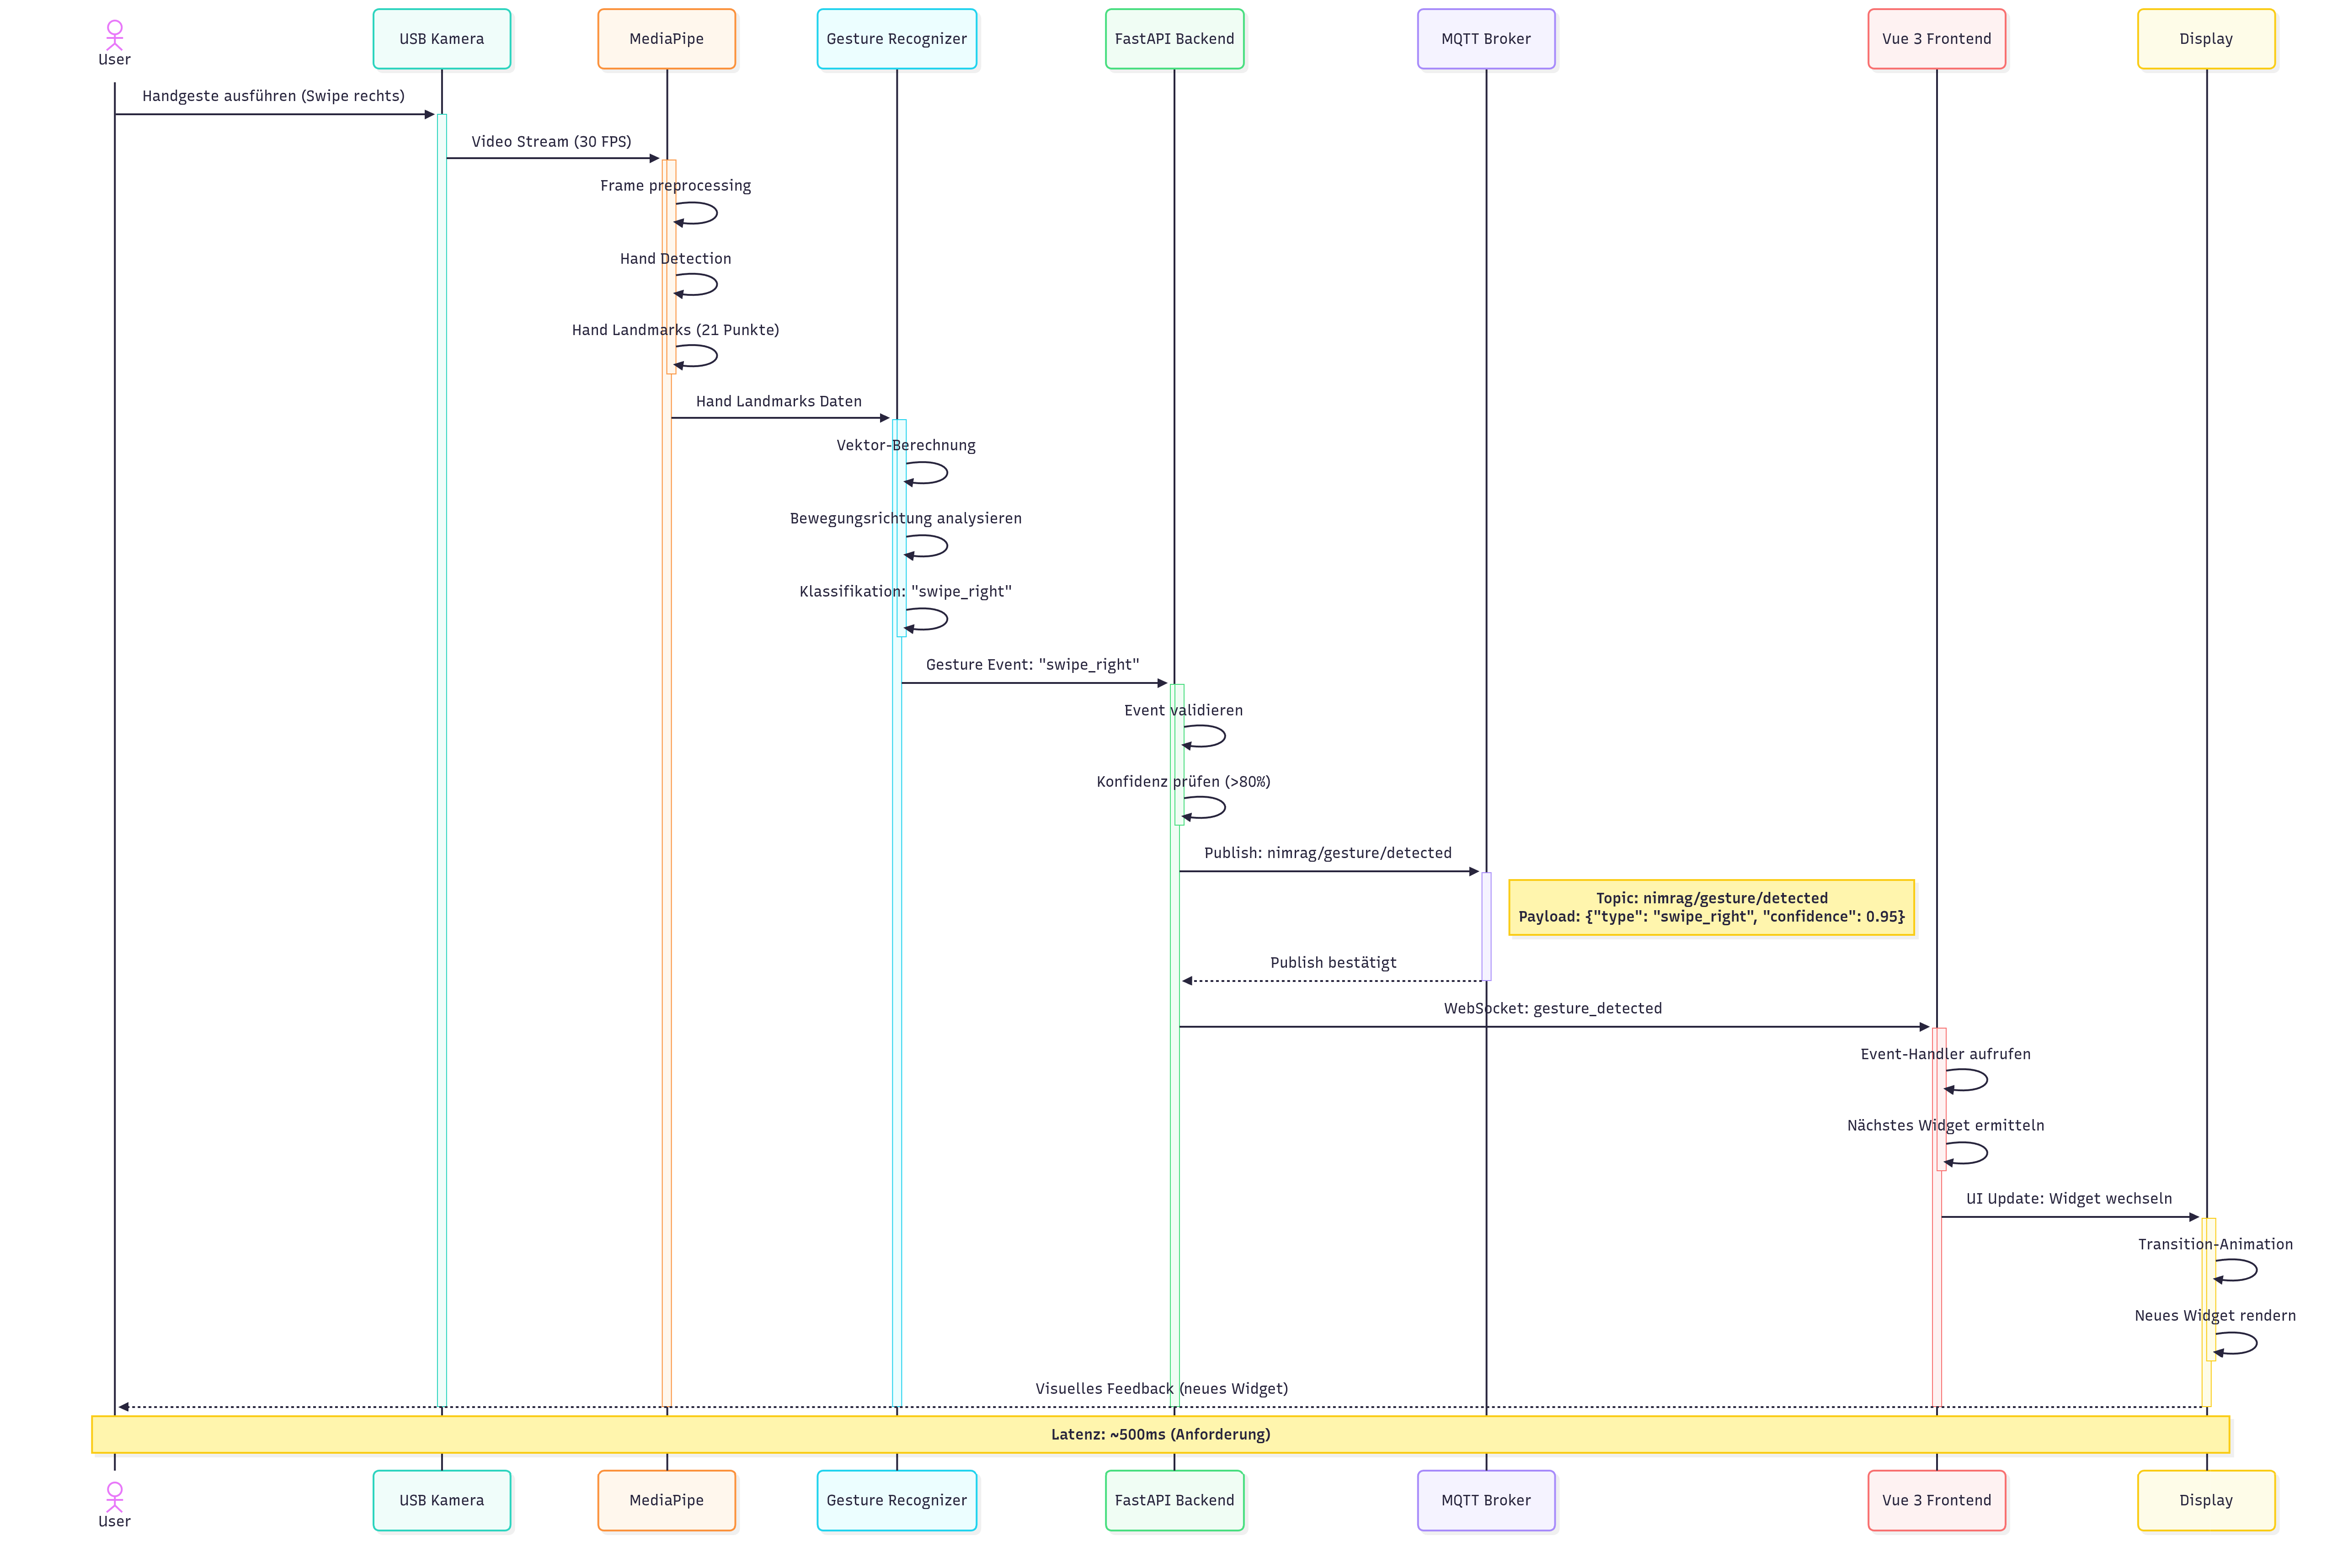 User
USB Kamera
MediaPipe
Gesture Recognizer
FastAPI Backend
MQTT Broker
Vue 3 Frontend
Display
Handgeste ausführen (Swipe rechts)
Video Stream (30 FPS)
Frame preprocessing
Hand Detection
Hand Landmarks (21 Punkte)
Hand Landmarks Daten
Vektor-Berechnung
Bewegungsrichtung analysieren
Klassifikation: "swipe_right"
Gesture Event: "swipe_right"
Event validieren
Konfidenz prüfen (>80%)
Publish: nimrag/gesture/detected
Topic: nimrag/gesture/detected
Payload: {"type": "swipe_right", "confidence": 0.95}
Publish bestätigt
WebSocket: gesture_detected
Event-Handler aufrufen
Nächstes Widget ermitteln
UI Update: Widget wechseln
Transition-Animation
Neues Widget rendern
Visuelles Feedback (neues Widget)
Latenz: ~500ms (Anforderung)
User
USB Kamera
MediaPipe
Gesture Recognizer
FastAPI Backend
MQTT Broker
Vue 3 Frontend
Display